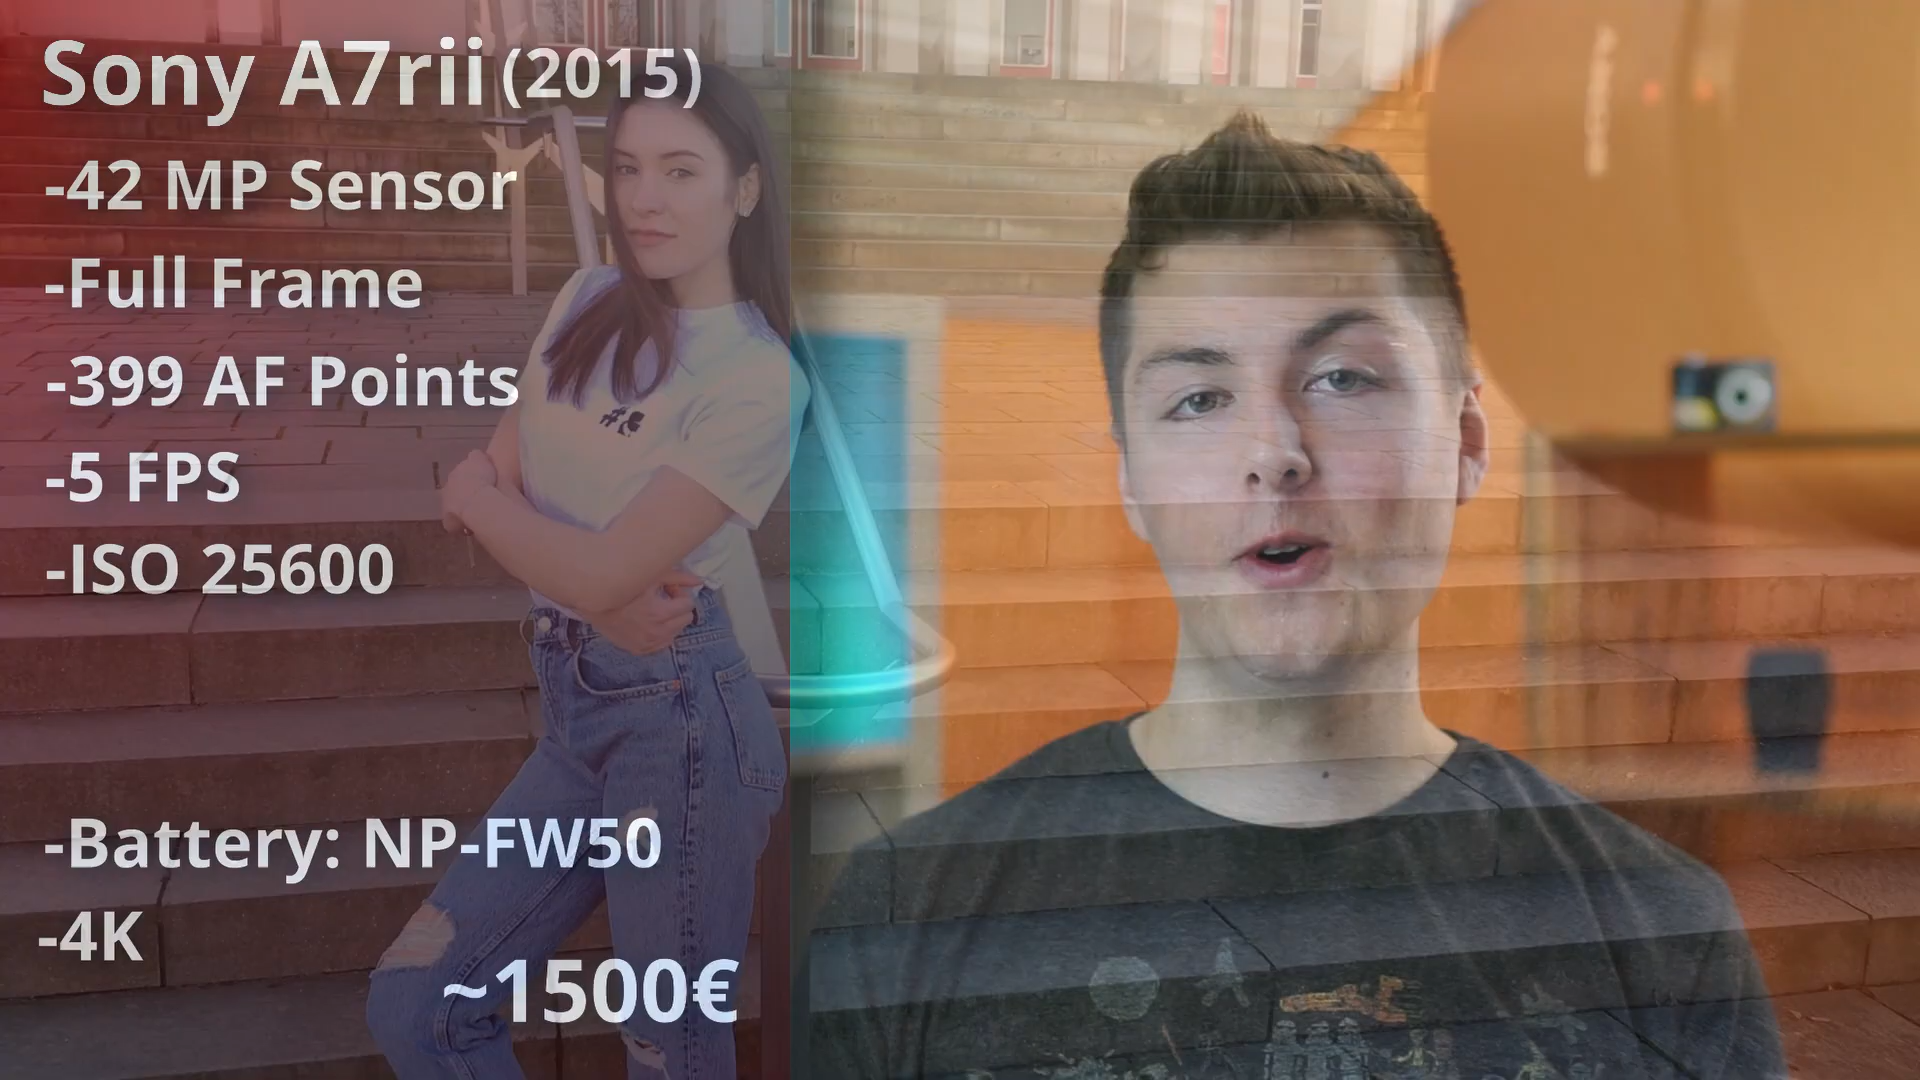 Sony A7rii (2015)
-42 MP Sensor
-Full Frame
-399 AF Points
-5 FPS
-ISO 25600
-Battery: NP-FW50
-4K
~1500€